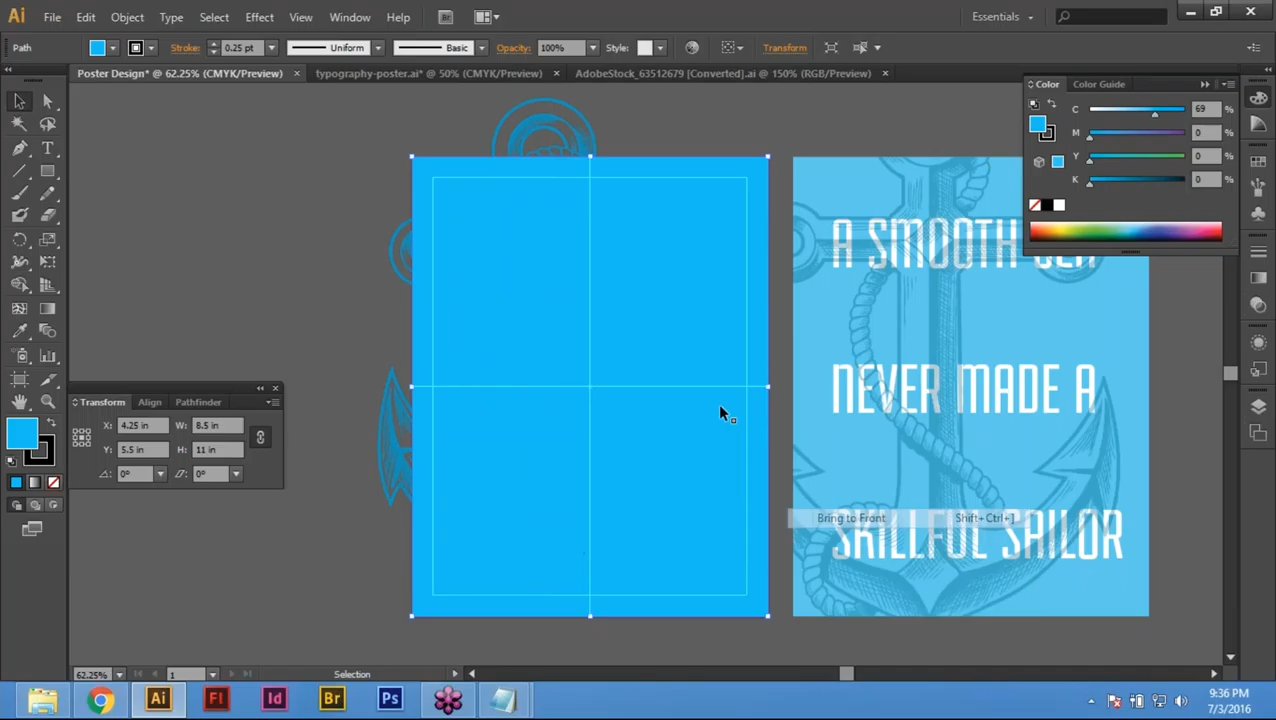 Ai File Edit Object Type Select Effect View Window Help Br Essentials
Path Stroke: 0.25 pt Uniform Basic Opacity: 100% Style: Transform
Poster Design* @ 62.25% (CMYK/Preview) × typography-poster.ai* @ 50% (CMYK/Preview) × AdobeStock_63512679 [Converted].ai @ 150% (RGB/Preview) ×
Color Color Guide
C 69 %
M 0 %
Y 0 %
K 0 %
A SMOOTH SEA
NEVER MADE A
Bring to Front Shift+Ctrl+]
SKILLFUL SAILOR
Transform Align Pathfinder
X: 4.25 in W: 8.5 in
Y: 5.5 in H: 11 in
0° 0°
62.25% 1 Selection
Ai Fl Id Br Ps
9:36 PM
7/3/2016